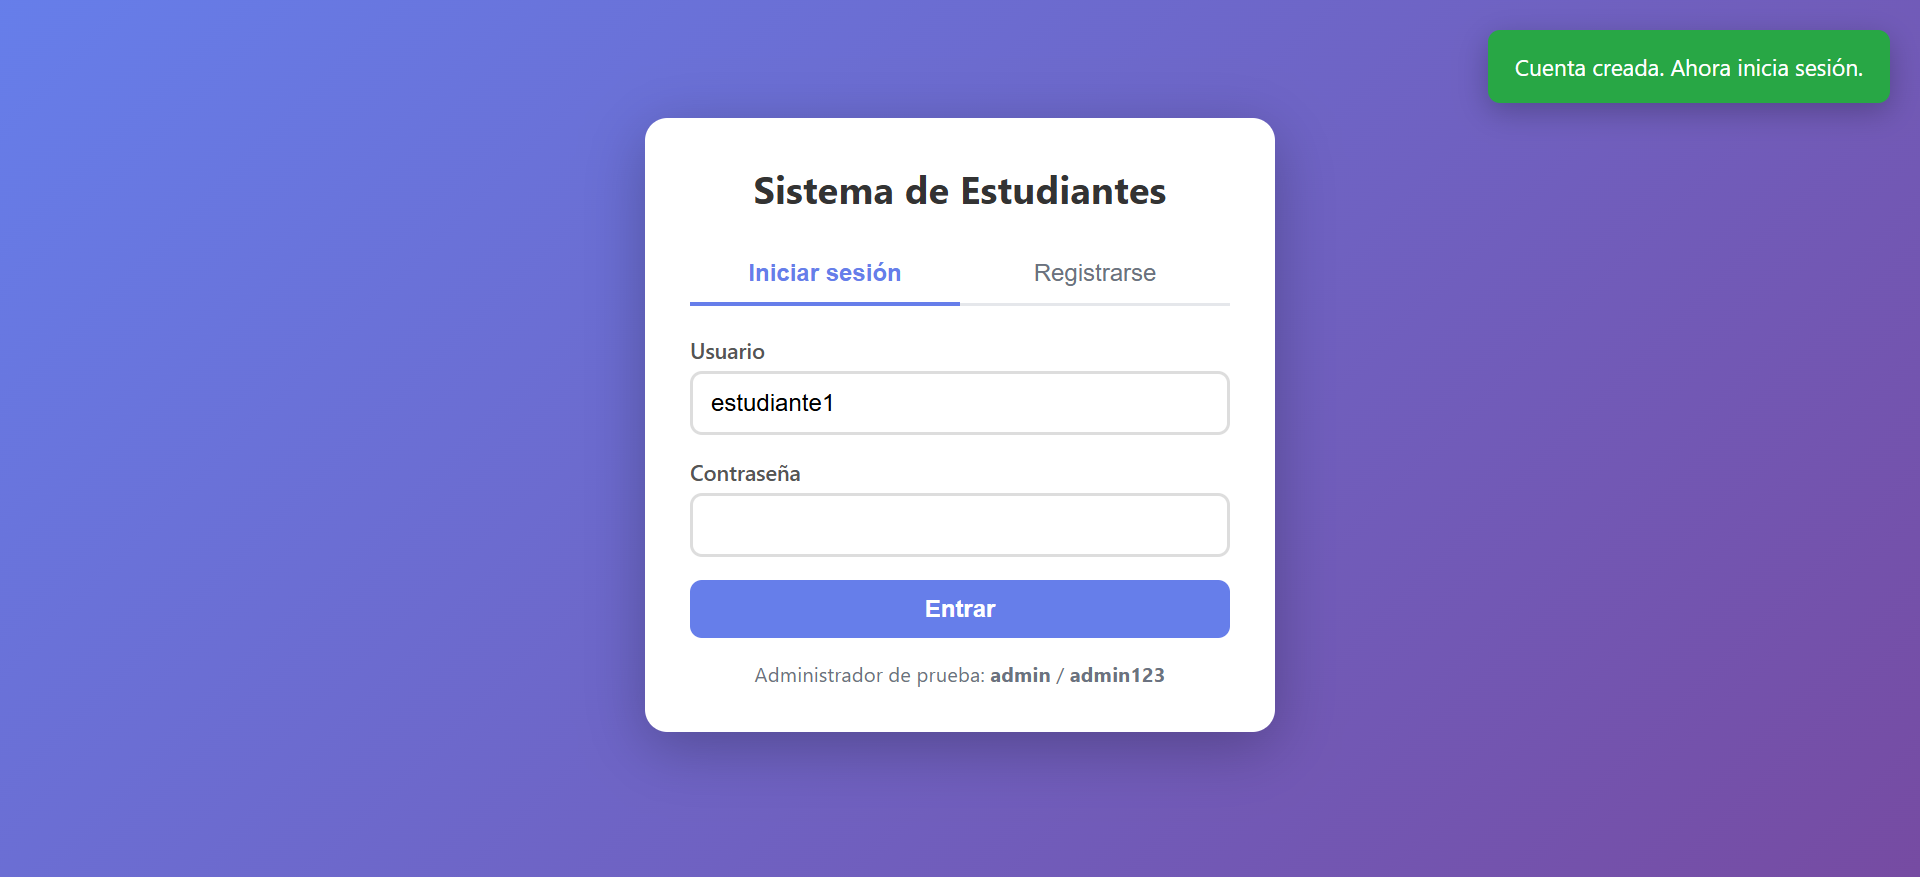 Cuenta creada. Ahora inicia sesión.
Sistema de Estudiantes
Iniciar sesión Registrarse
Usuario
estudiante1
Contraseña
Entrar
Administrador de prueba: admin / admin123